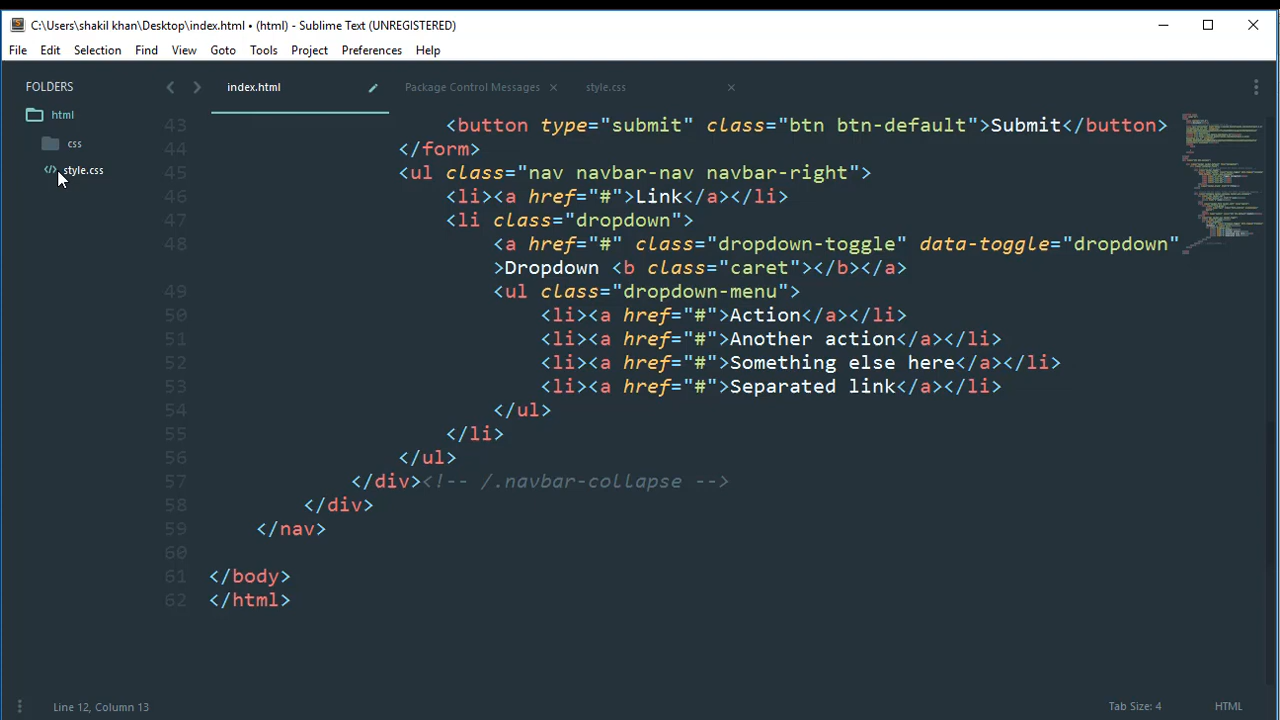 C:\Users\shakil khan\Desktop\index.html • (html) - Sublime Text (UNREGISTERED)
File Edit Selection Find View Goto Tools Project Preferences Help
FOLDERS
html
css
style.css
index.html Package Control Messages style.css
43 <button type="submit" class="btn btn-default">Submit</button>
44 </form>
45 <ul class="nav navbar-nav navbar-right">
46 <li><a href="#">Link</a></li>
47 <li class="dropdown">
48 <a href="#" class="dropdown-toggle" data-toggle="dropdown"
>Dropdown <b class="caret"></b></a>
49 <ul class="dropdown-menu">
50 <li><a href="#">Action</a></li>
51 <li><a href="#">Another action</a></li>
52 <li><a href="#">Something else here</a></li>
53 <li><a href="#">Separated link</a></li>
54 </ul>
55 </li>
56 </ul>
57 </div><!-- /.navbar-collapse -->
58 </div>
59 </nav>
60
61 </body>
62 </html>
Line 12, Column 13 Tab Size: 4 HTML